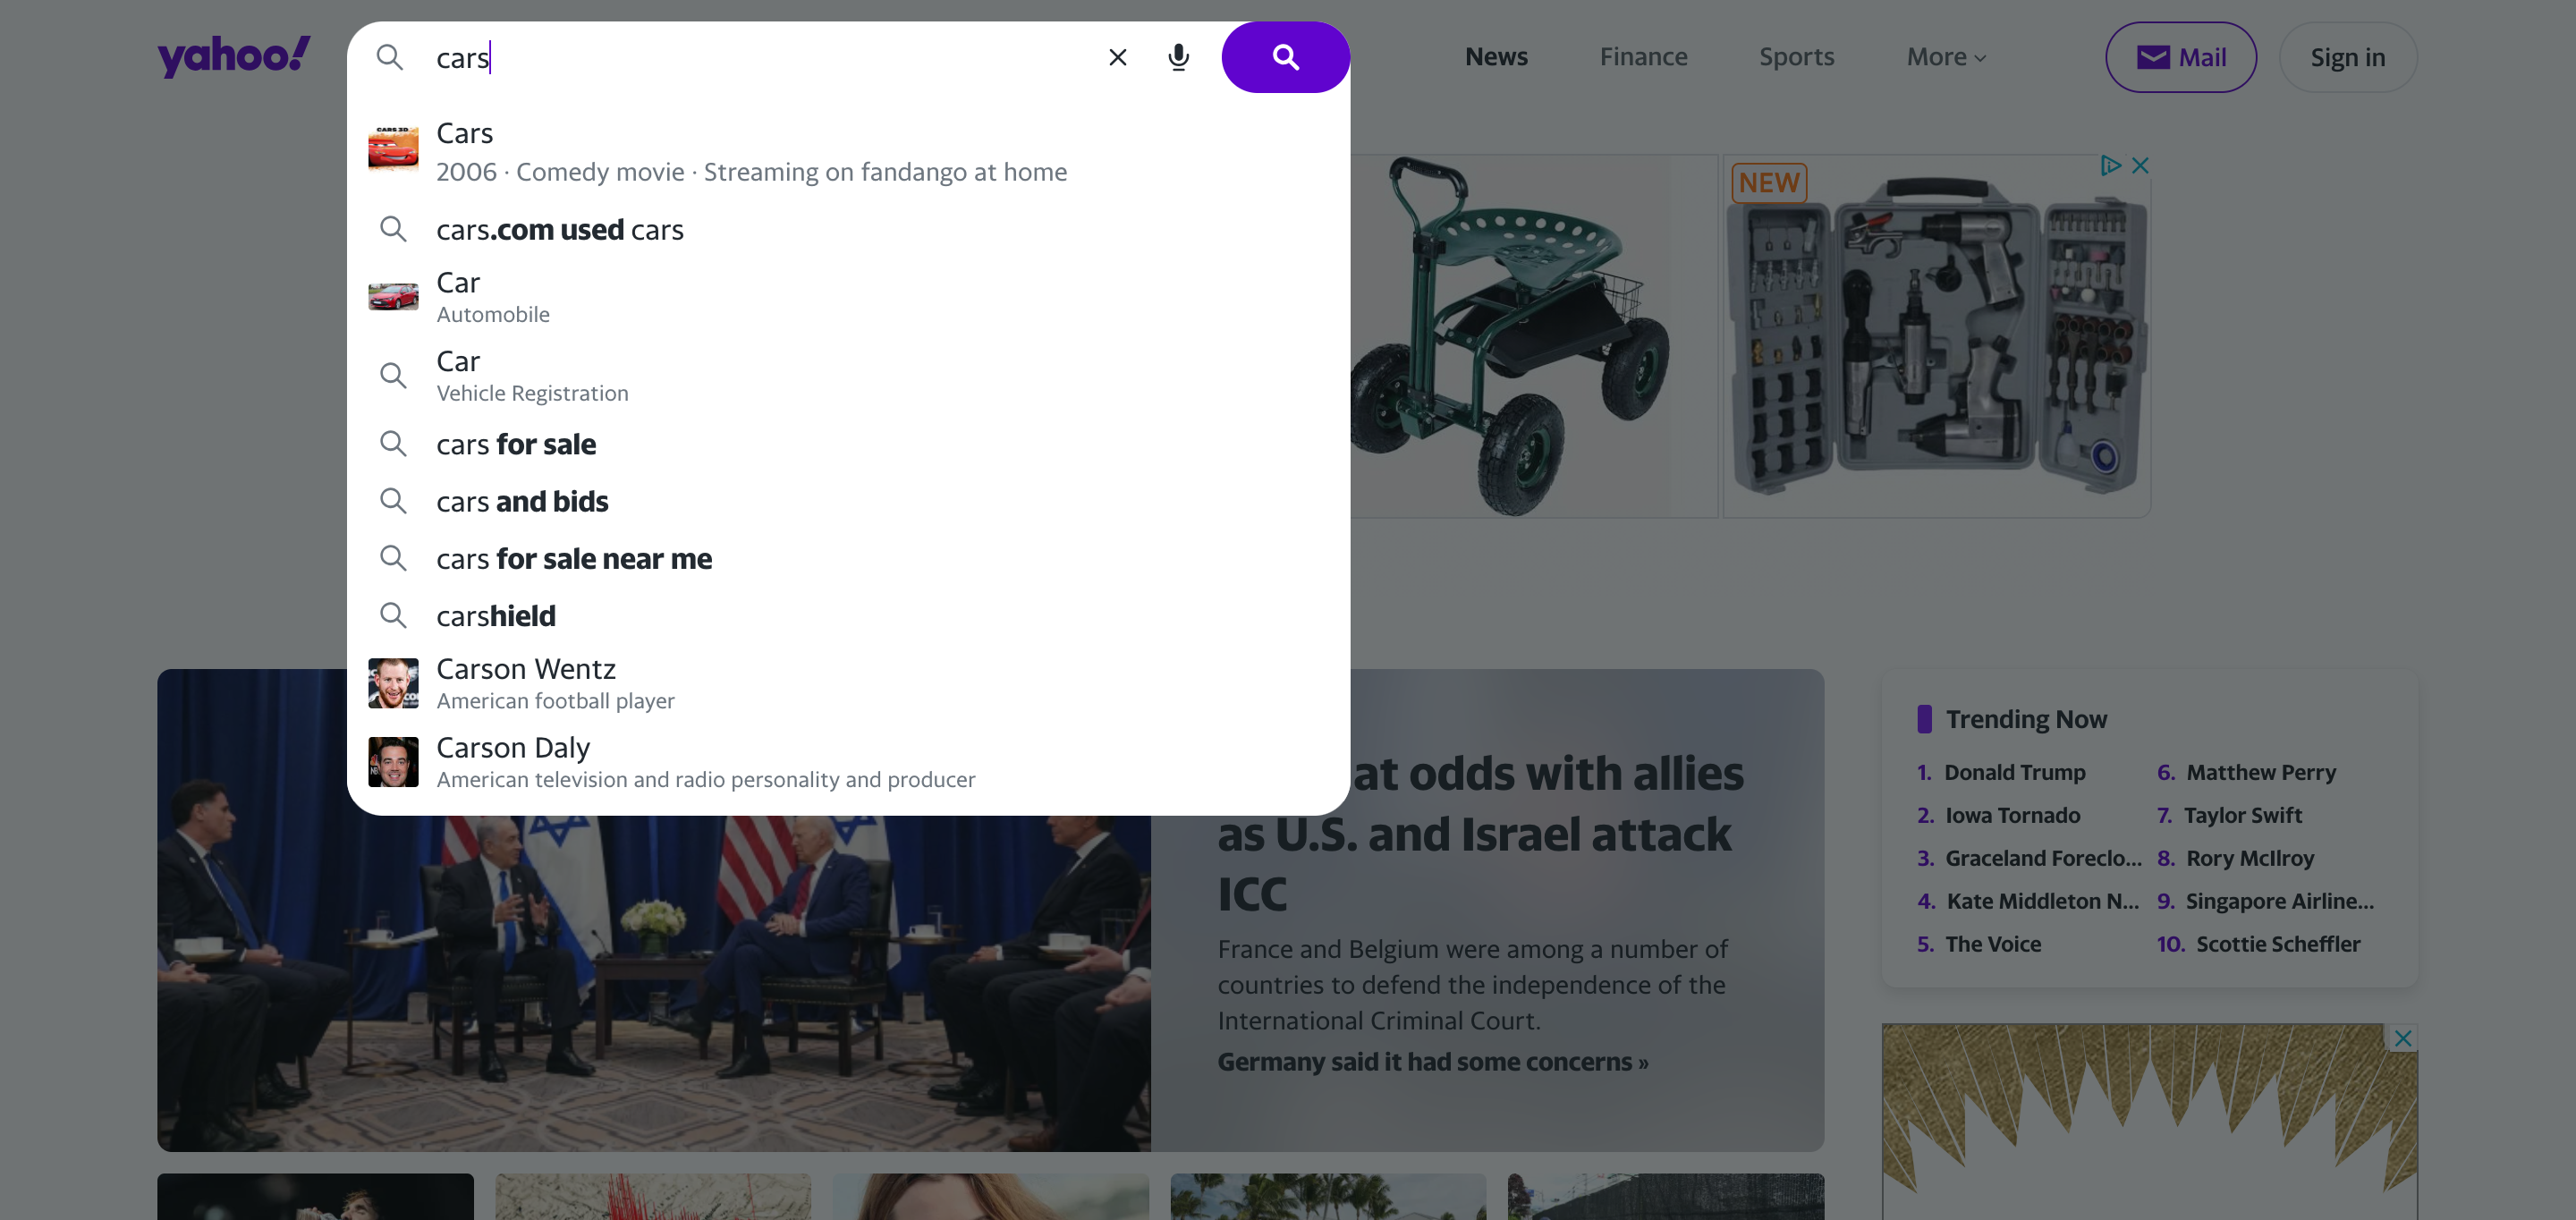 yahoo!
cars
News
Finance
Sports
More
Mail
Sign in
Cars
2006 · Comedy movie · Streaming on fandango at home
cars.com used cars
Car
Automobile
Car
Vehicle Registration
cars for sale
cars and bids
cars for sale near me
carshield
Carson Wentz
American football player
Carson Daly
American television and radio personality and producer
NEW
at odds with allies
as U.S. and Israel attack
ICC
France and Belgium were among a number of
countries to defend the independence of the
International Criminal Court.
Germany said it had some concerns »
Trending Now
1. Donald Trump
2. Iowa Tornado
3. Graceland Foreclo...
4. Kate Middleton N...
5. The Voice
6. Matthew Perry
7. Taylor Swift
8. Rory McIlroy
9. Singapore Airline...
10. Scottie Scheffler